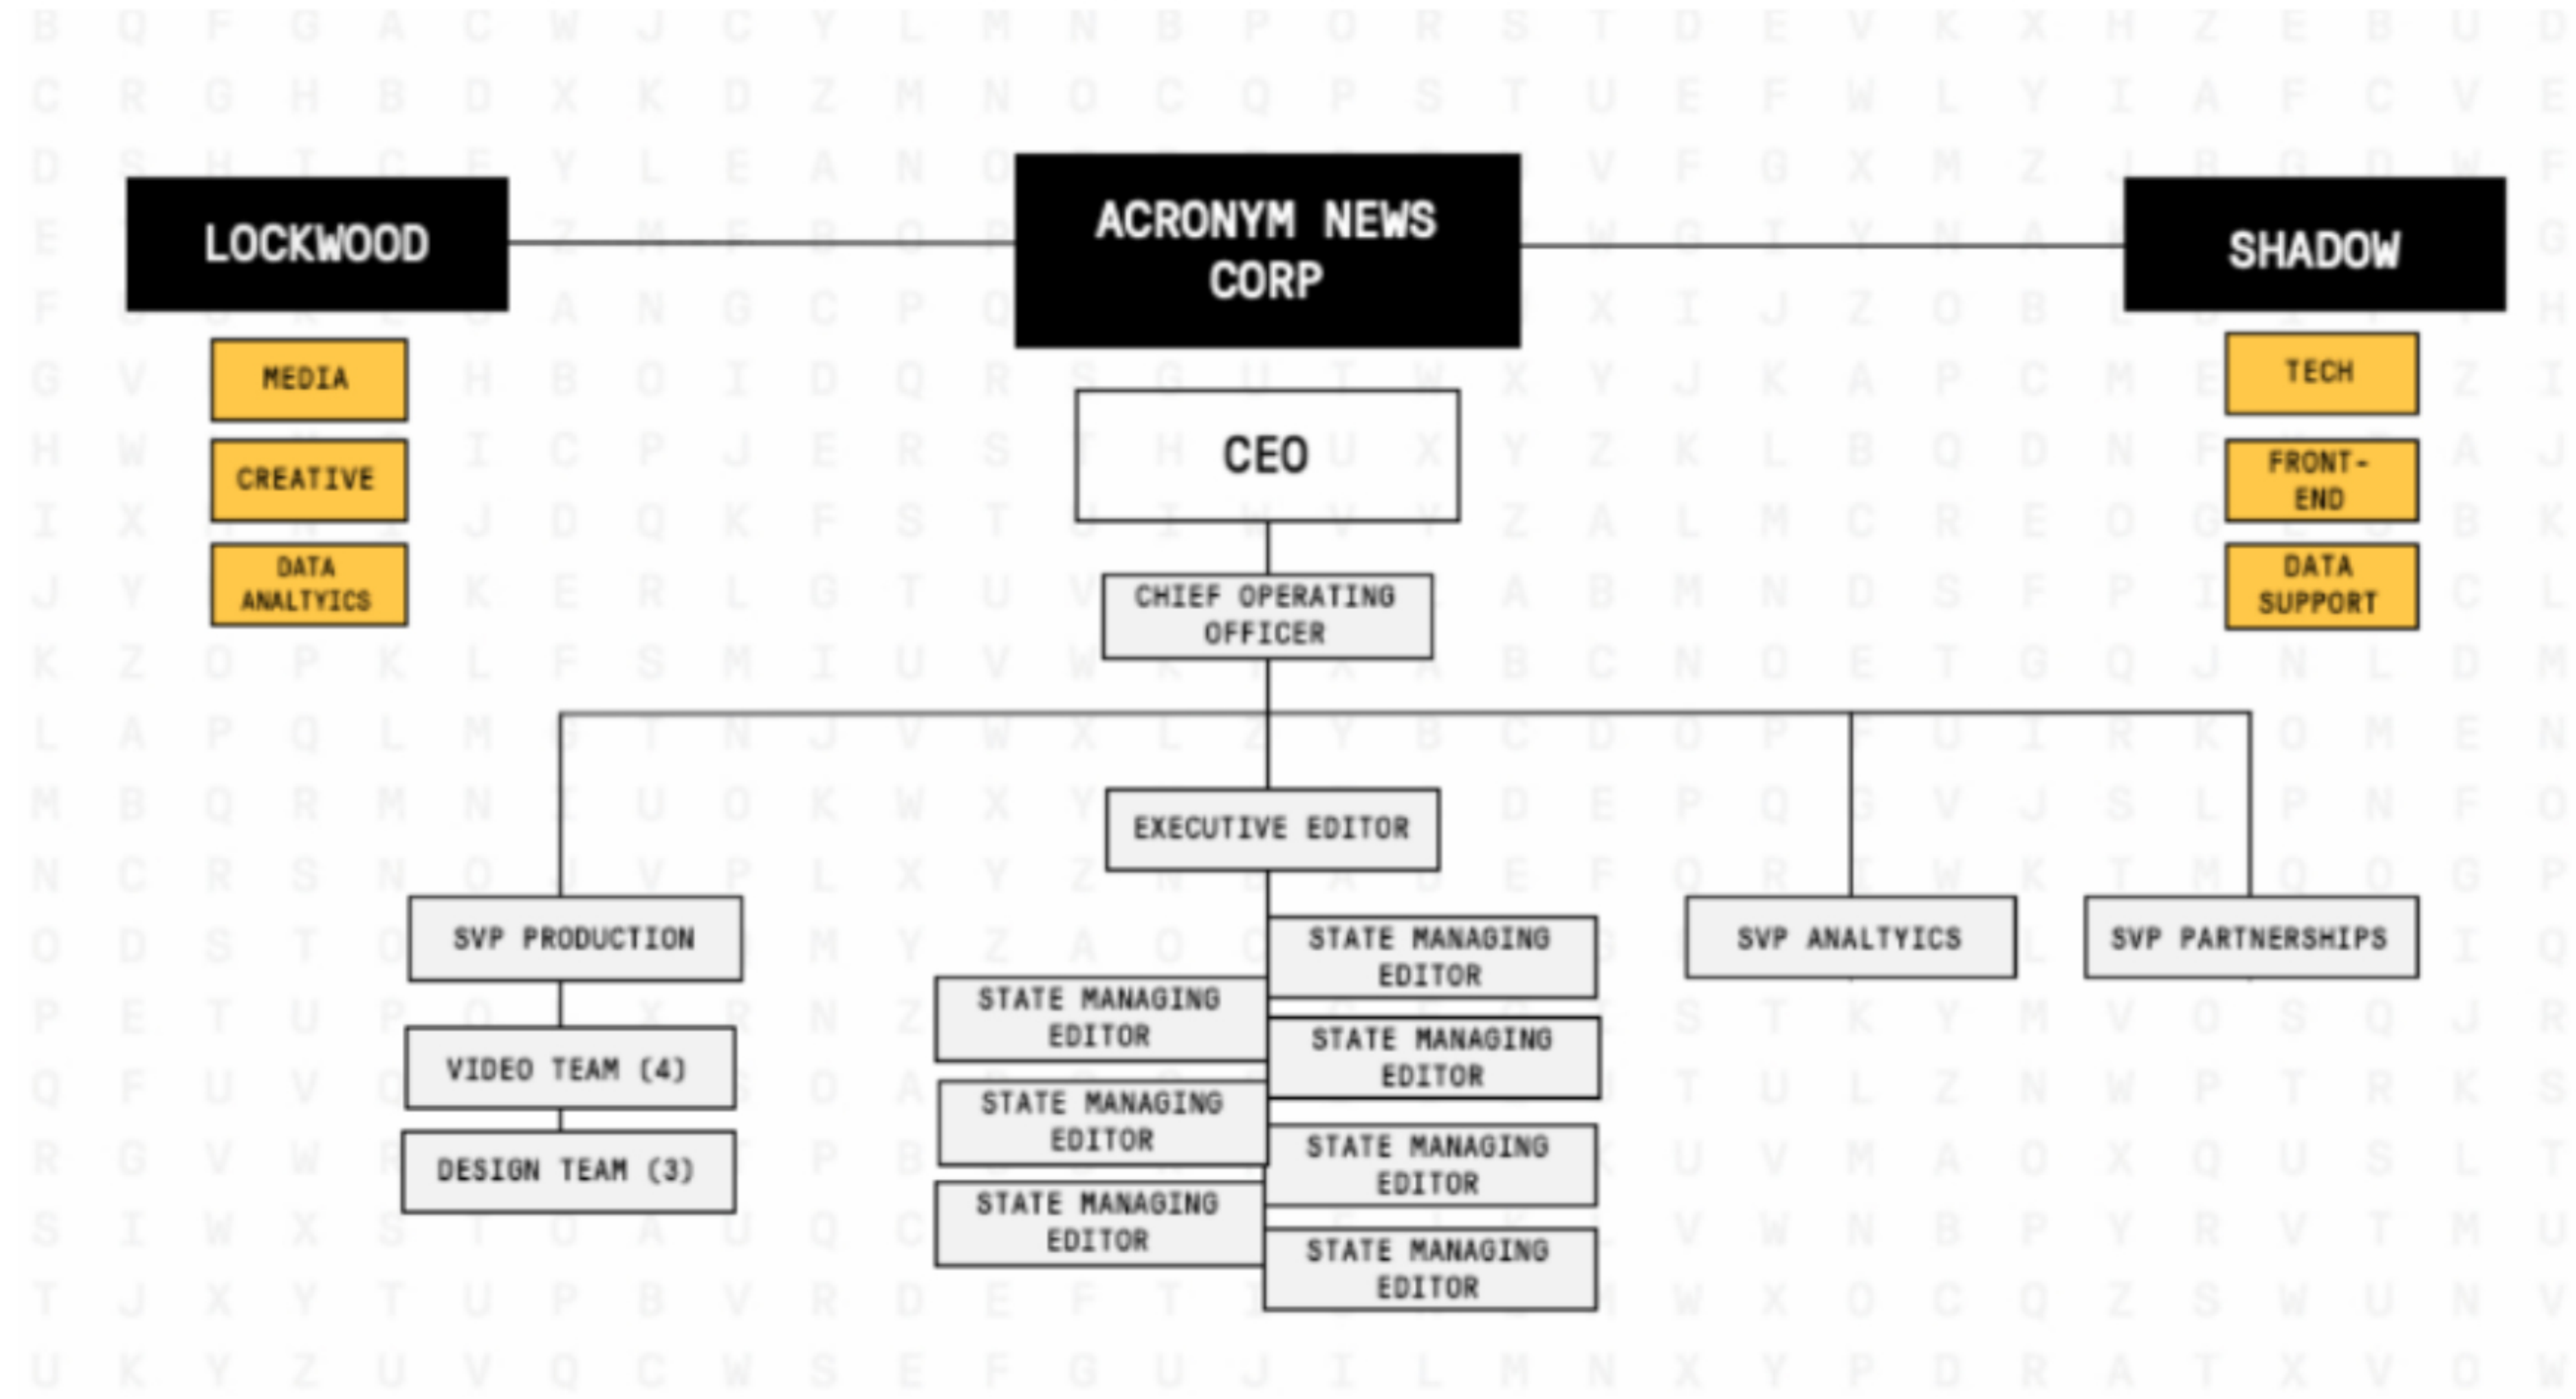 LOCKWOOD
MEDIA
CREATIVE
DATA
ANALTYICS
ACRONYM NEWS
CORP
CEO
CHIEF OPERATING
OFFICER
SHADOW
TECH
FRONT-
END
DATA
SUPPORT
SVP PRODUCTION
VIDEO TEAM (4)
DESIGN TEAM (3)
EXECUTIVE EDITOR
STATE MANAGING
EDITOR
STATE MANAGING
EDITOR
STATE MANAGING
EDITOR
STATE MANAGING
EDITOR
STATE MANAGING
EDITOR
STATE MANAGING
EDITOR
STATE MANAGING
EDITOR
SVP ANALTYICS
SVP PARTNERSHIPS